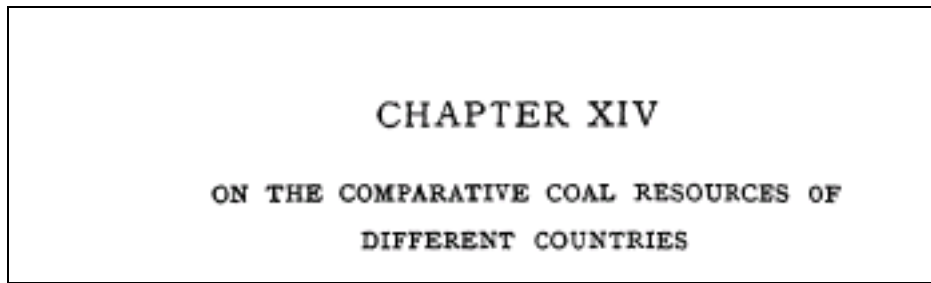 CHAPTER XIV
ON THE COMPARATIVE COAL RESOURCES OF
DIFFERENT COUNTRIES